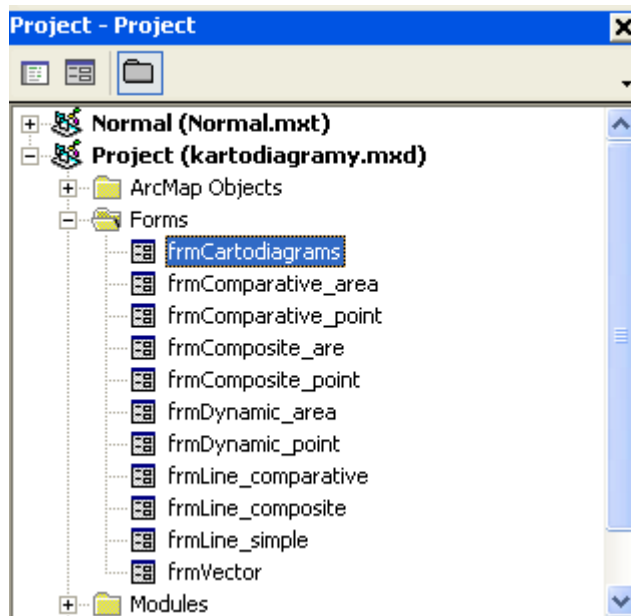 Project - Project
Normal (Normal.mxt)
Project (kartodiagramy.mxd)
ArcMap Objects
Forms
frmCartodiagrams
frmComparative_area
frmComparative_point
frmComposite_are
frmComposite_point
frmDynamic_area
frmDynamic_point
frmLine_comparative
frmLine_composite
frmLine_simple
frmVector
Modules